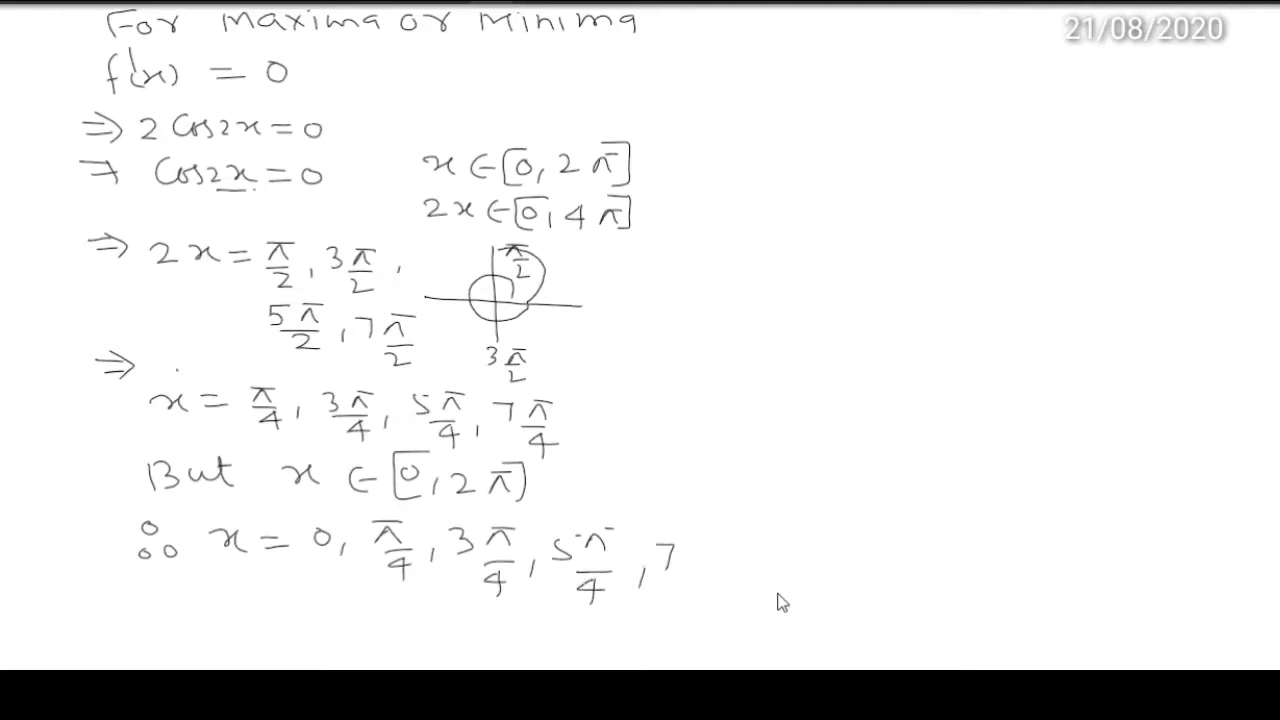 For Maxima or Minima
21/08/2020
f'(x) = 0
⇒ 2 Cos2x = 0
⇒ Cos2x = 0
x ∈ [0, 2π]
2x ∈ [0, 4π]
⇒ 2x = π/2, 3π/2,
5π/2, 7π/2
π/2
3π/2
⇒
x = π/4, 3π/4, 5π/4, 7π/4
But x ∈ [0, 2π]
∴ x = 0, π/4, 3π/4, 5π/4, 7